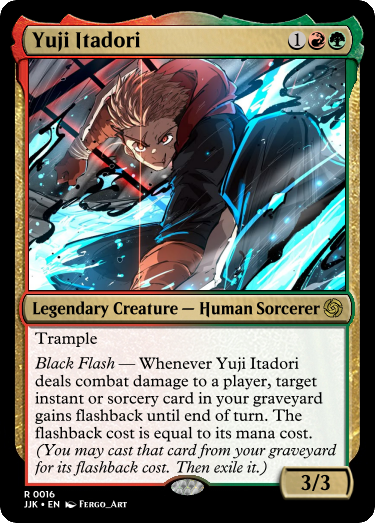 Yuji Itadori 1
Legendary Creature — Human Sorcerer
Trample
Black Flash — Whenever Yuji Itadori
deals combat damage to a player, target
instant or sorcery card in your graveyard
gains flashback until end of turn. The
flashback cost is equal to its mana cost.
(You may cast that card from your graveyard
for its flashback cost. Then exile it.)
3/3
R 0016
JJK • EN Fergo_Art